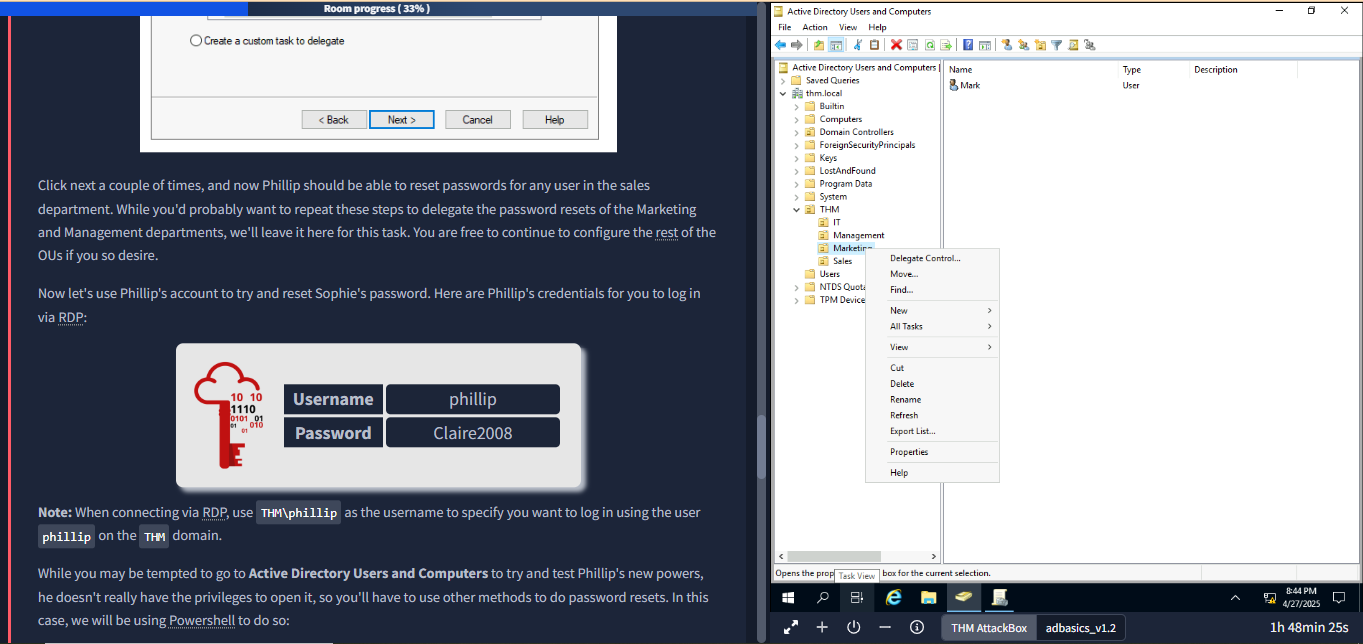 Room progress ( 33% )
Create a custom task to delegate
< Back
Next >
Cancel
Help
Click next a couple of times, and now Phillip should be able to reset passwords for any user in the sales
department. While you'd probably want to repeat these steps to delegate the password resets of the Marketing
and Management departments, we'll leave it here for this task. You are free to continue to configure the rest of the
OUs if you so desire.
Now let's use Phillip's account to try and reset Sophie's password. Here are Phillip's credentials for you to log in
via RDP:
10 10
1110
0101 01
01 010
01
Username phillip
Password Claire2008
Note: When connecting via RDP, use THM\phillip as the username to specify you want to log in using the user
phillip on the THM domain.
While you may be tempted to go to Active Directory Users and Computers to try and test Phillip's new powers,
he doesn't really have the privileges to open it, so you'll have to use other methods to do password resets. In this
case, we will be using Powershell to do so:
Active Directory Users and Computers
File Action View Help
Active Directory Users and Computers [
Saved Queries
thm.local
Builtin
Computers
Domain Controllers
ForeignSecurityPrincipals
Keys
LostAndFound
Program Data
System
THM
IT
Management
Marketing
Sales
Users
NTDS Quota
TPM Device
Name Type Description
Mark User
Delegate Control...
Move...
Find...
New
All Tasks
View
Cut
Delete
Rename
Refresh
Export List...
Properties
Help
Opens the prop
Task View
box for the current selection.
8:44 PM
4/27/2025
THM AttackBox adbasics_v1.2 1h 48min 25s